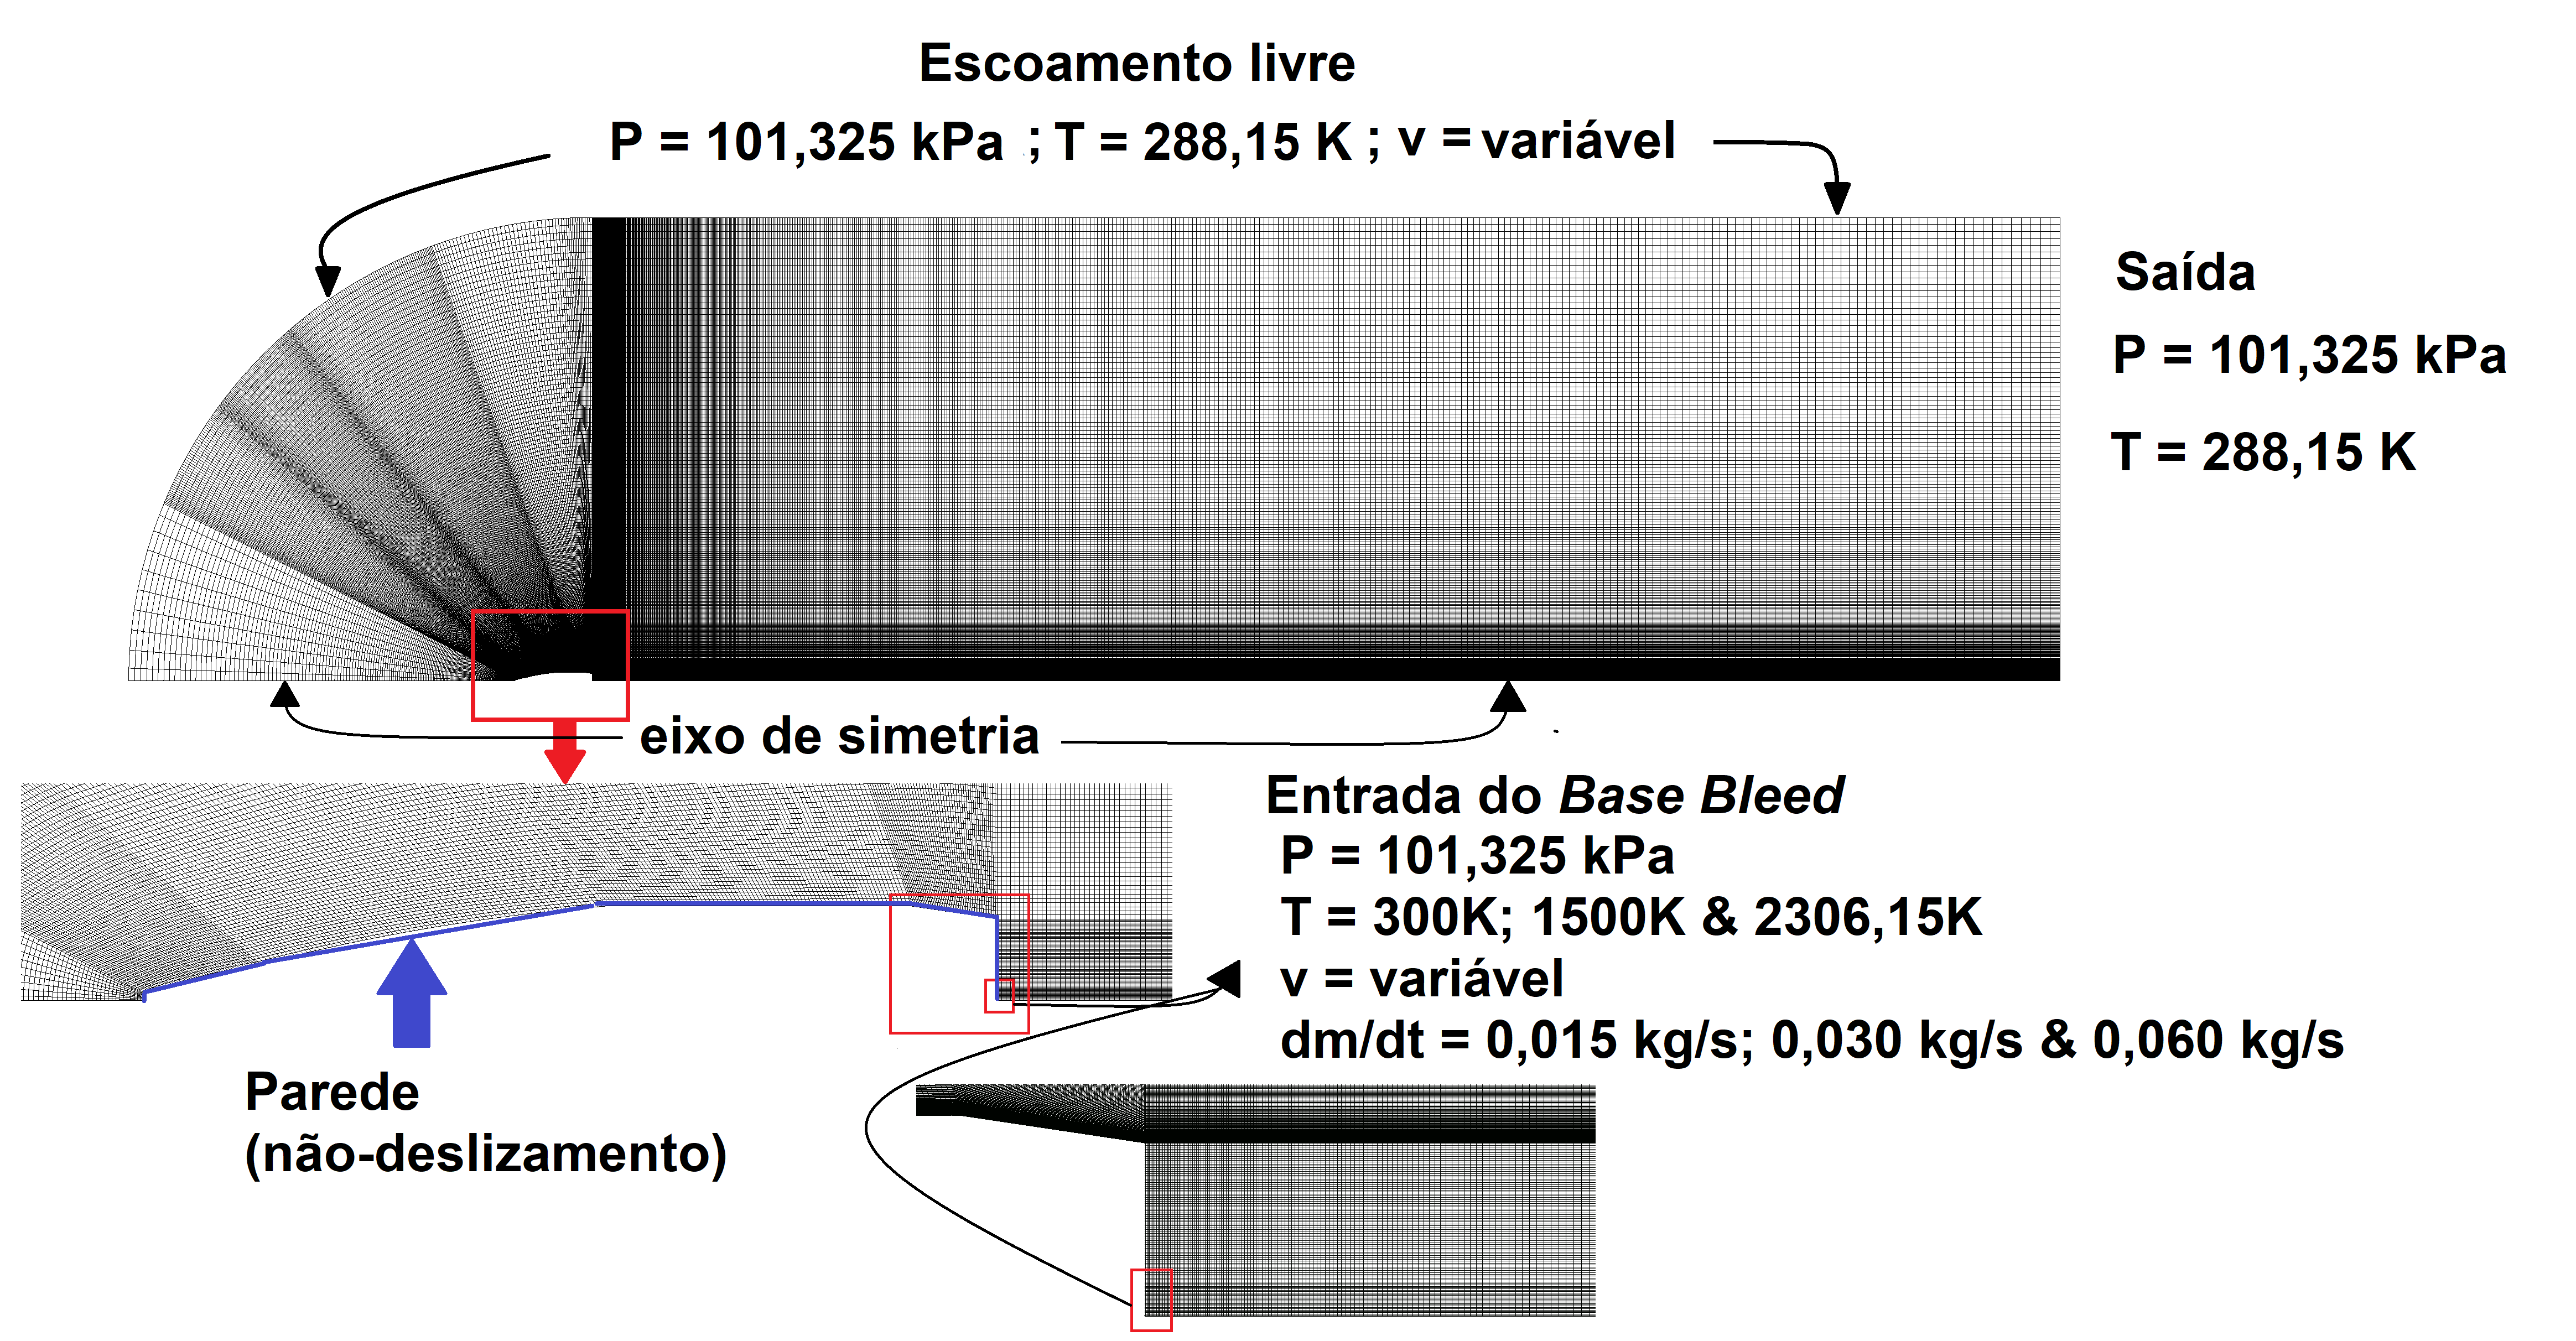 Escoamento livre
P = 101,325 kPa ; T = 288,15 K ; v = variável
Saída
P = 101,325 kPa
T = 288,15 K
eixo de simetria
Entrada do Base Bleed
P = 101,325 kPa
T = 300K; 1500K & 2306,15K
v = variável
dm/dt = 0,015 kg/s; 0,030 kg/s & 0,060 kg/s
Parede
(não-deslizamento)